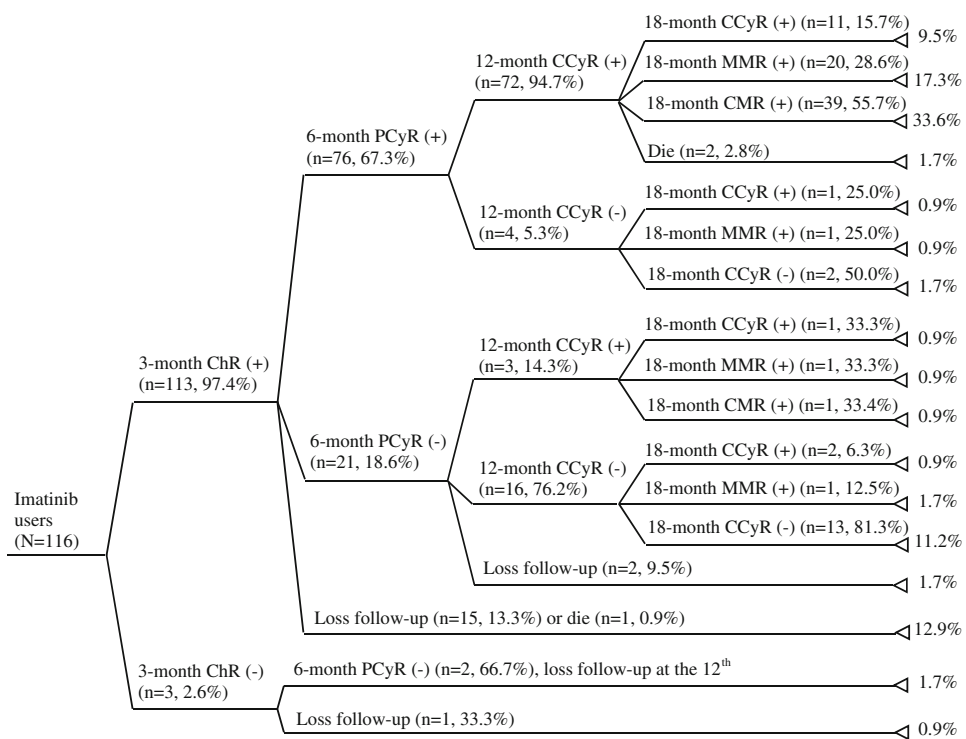 18-month CCyR (+) (n=11, 15.7%)
9.5%
12-month CCyR (+)
(n=72, 94.7%)
18-month MMR (+) (n=20, 28.6%)
17.3%
18-month CMR (+) (n=39, 55.7%)
33.6%
Die (n=2, 2.8%)
1.7%
6-month PCyR (+)
(n=76, 67.3%)
12-month CCyR (-)
(n=4, 5.3%)
18-month CCyR (+) (n=1, 25.0%)
0.9%
18-month MMR (+) (n=1, 25.0%)
0.9%
18-month CCyR (-) (n=2, 50.0%)
1.7%
3-month ChR (+)
(n=113, 97.4%)
12-month CCyR (+)
(n=3, 14.3%)
18-month CCyR (+) (n=1, 33.3%)
0.9%
18-month MMR (+) (n=1, 33.3%)
0.9%
18-month CMR (+) (n=1, 33.4%)
0.9%
6-month PCyR (-)
(n=21, 18.6%)
12-month CCyR (-)
(n=16, 76.2%)
18-month CCyR (+) (n=2, 6.3%)
0.9%
18-month MMR (+) (n=1, 12.5%)
1.7%
18-month CCyR (-) (n=13, 81.3%)
11.2%
Loss follow-up (n=2, 9.5%)
1.7%
Imatinib
users
(N=116)
Loss follow-up (n=15, 13.3%) or die (n=1, 0.9%)
12.9%
3-month ChR (-)
(n=3, 2.6%)
6-month PCyR (-) (n=2, 66.7%), loss follow-up at the 12th
1.7%
Loss follow-up (n=1, 33.3%)
0.9%